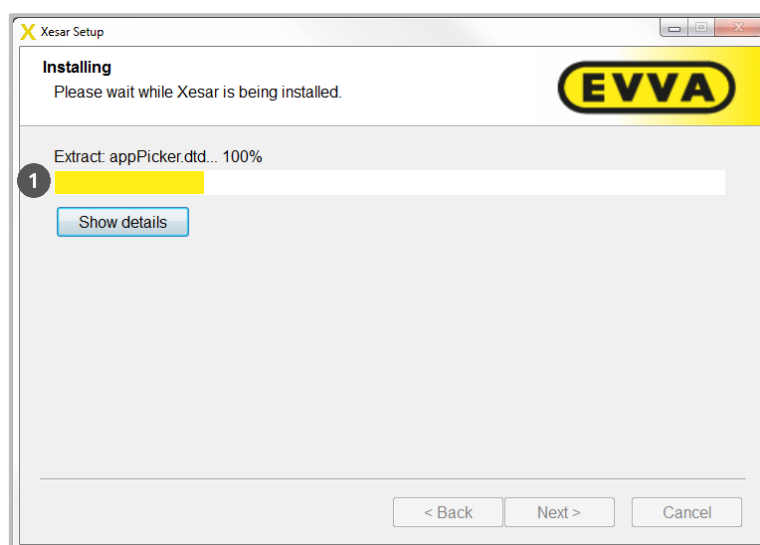 Xesar Setup
Installing
Please wait while Xesar is being installed.
EVVA
Extract: appPicker.dtd... 100%
1
Show details
< Back
Next >
Cancel